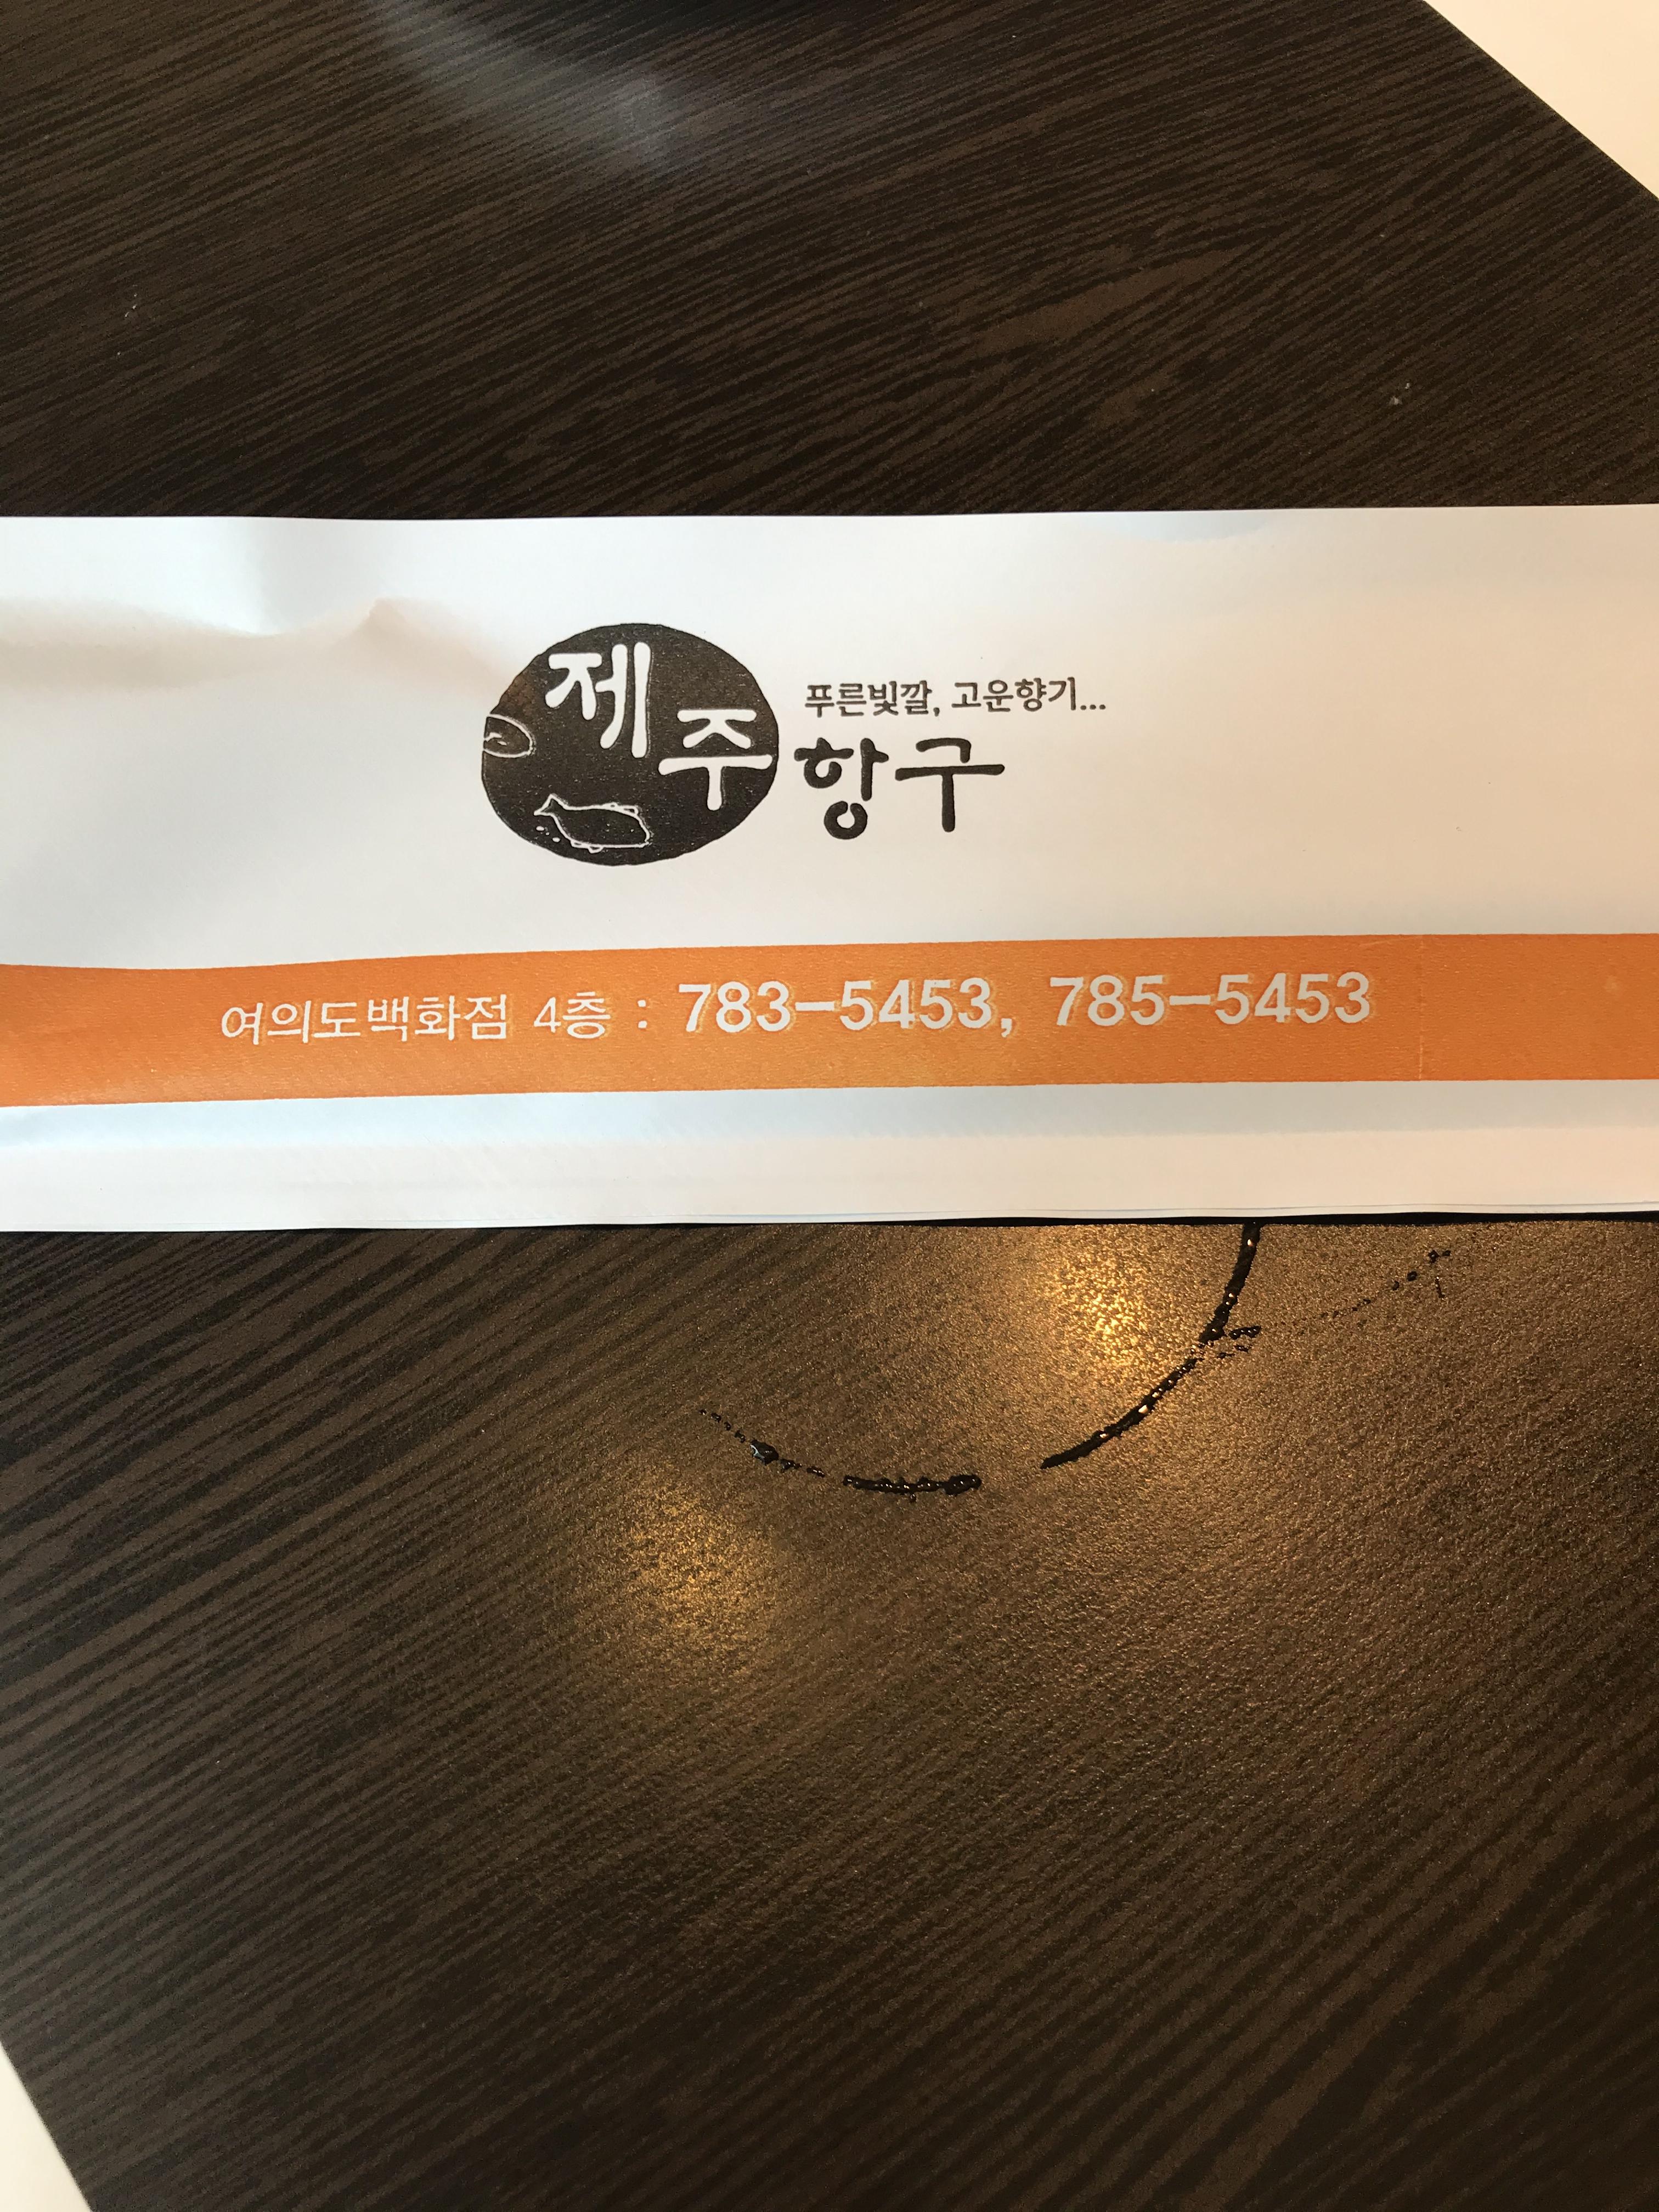 푸른빛깔, 고운향기...
제주항구
여의도백화점 4층 : 783-5453, 785-5453